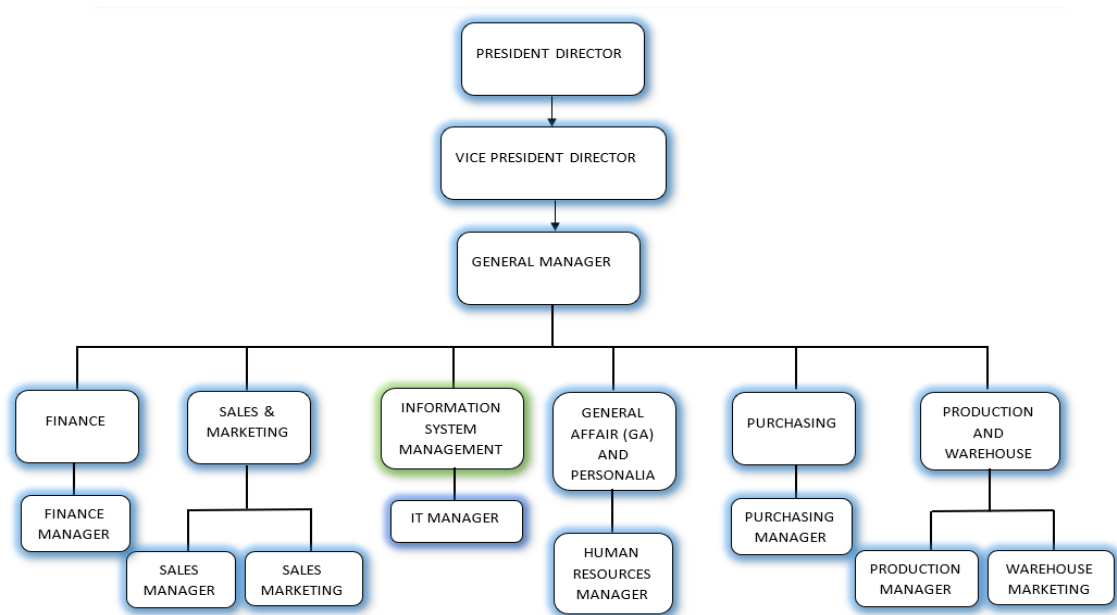 PRESIDENT DIRECTOR
VICE PRESIDENT DIRECTOR
GENERAL MANAGER
FINANCE
SALES &
MARKETING
INFORMATION
SYSTEM
MANAGEMENT
GENERAL
AFFAIR (GA)
AND
PERSONALIA
PURCHASING
PRODUCTION
AND
WAREHOUSE
FINANCE
MANAGER
SALES
MANAGER
SALES
MARKETING
IT MANAGER
HUMAN
RESOURCES
MANAGER
PURCHASING
MANAGER
PRODUCTION
MANAGER
WAREHOUSE
MARKETING